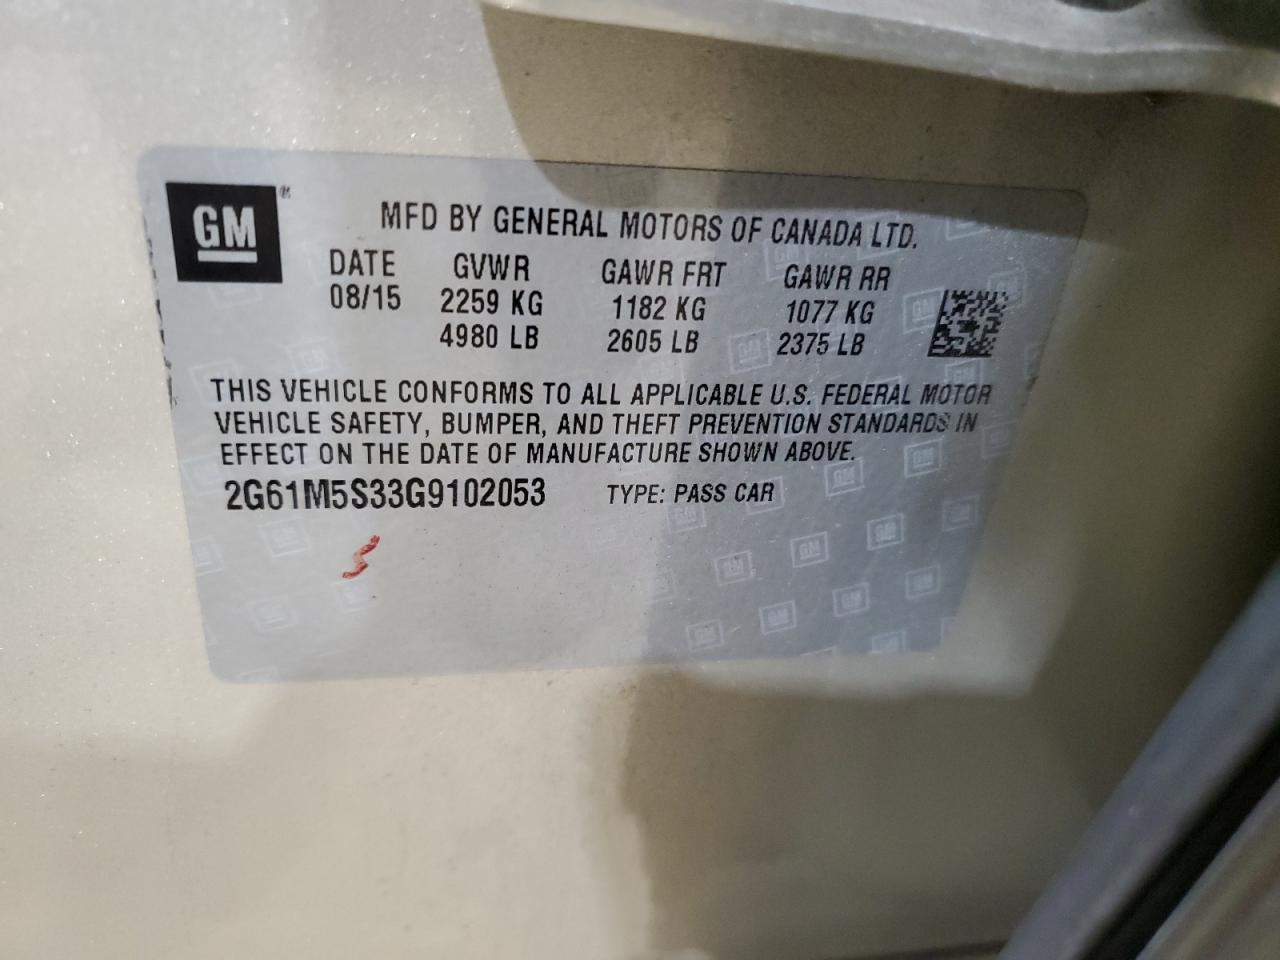 GM®
MFD BY GENERAL MOTORS OF CANADA LTD.
DATE GVWR GAWR FRT GAWR RR
08/15 2259 KG 1182 KG 1077 KG
4980 LB 2605 LB 2375 LB
THIS VEHICLE CONFORMS TO ALL APPLICABLE U.S. FEDERAL MOTOR
VEHICLE SAFETY, BUMPER, AND THEFT PREVENTION STANDARDS IN
EFFECT ON THE DATE OF MANUFACTURE SHOWN ABOVE.
2G61M5S33G9102053 TYPE: PASS CAR